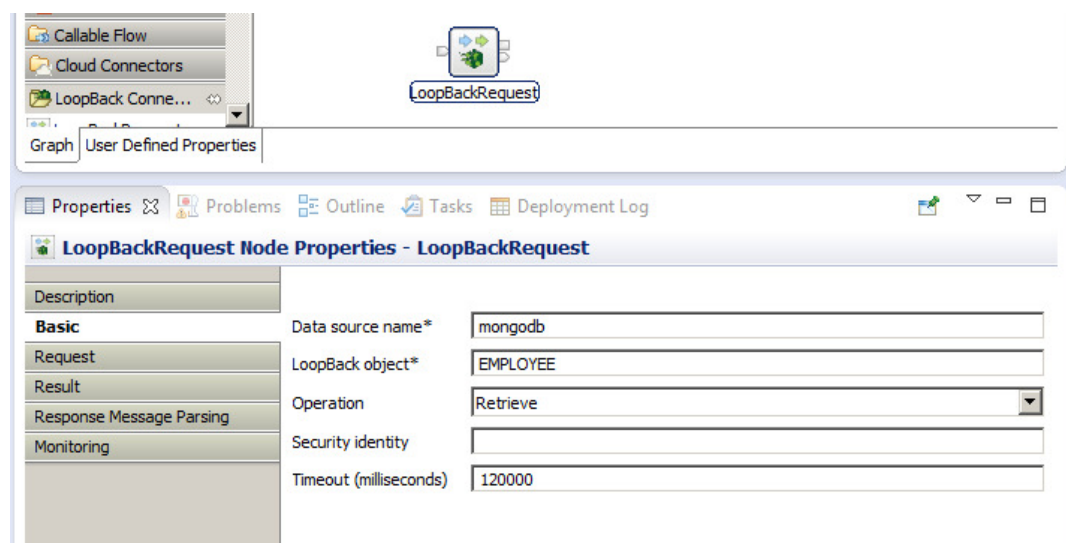 Callable Flow
Cloud Connectors
LoopBack Conne...
LoopBackRequest
Graph User Defined Properties
Properties Problems Outline Tasks Deployment Log
LoopBackRequest Node Properties - LoopBackRequest
Description
Basic
Data source name* mongodb
Request
LoopBack object* EMPLOYEE
Result
Operation Retrieve
Response Message Parsing
Security identity
Monitoring
Timeout (milliseconds) 120000